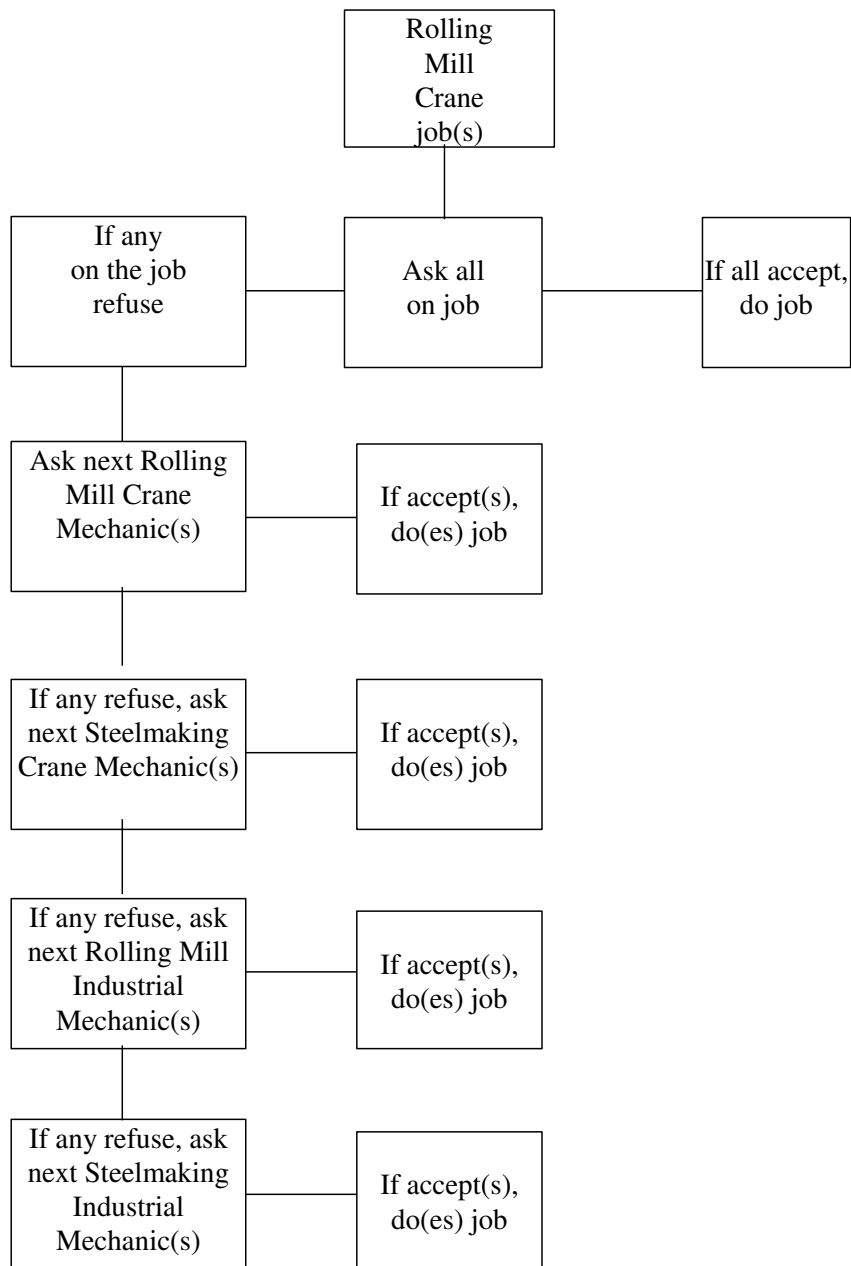 Rolling
Mill
Crane
job(s)
If any
on the job
refuse
Ask all
on job
If all accept,
do job
Ask next Rolling
Mill Crane
Mechanic(s)
If accept(s),
do(es) job
If any refuse, ask
next Steelmaking
Crane Mechanic(s)
If accept(s),
do(es) job
If any refuse, ask
next Rolling Mill
Industrial
Mechanic(s)
If accept(s),
do(es) job
If any refuse, ask
next Steelmaking
Industrial
Mechanic(s)
If accept(s),
do(es) job